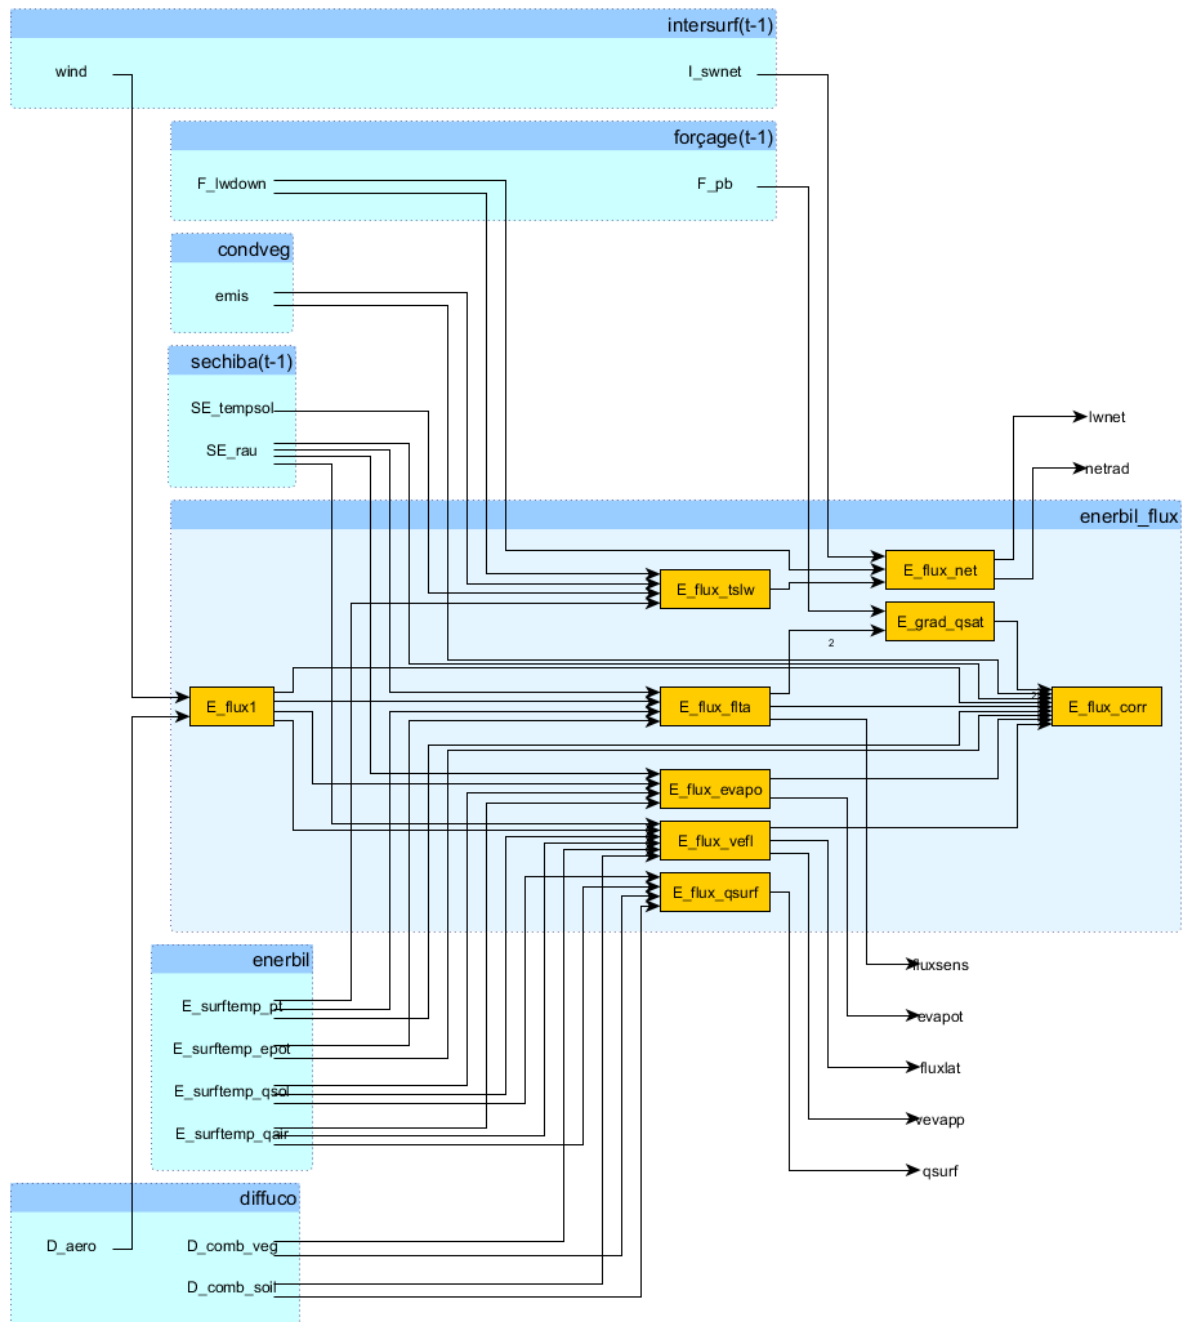 intersurf(t-1)
wind
I_swnet
forçage(t-1)
F_lwdown
F_pb
condveg
emis
sechiba(t-1)
SE_tempsol
SE_rau
lwnet
netrad
enerbil_flux
E_flux_net
E_flux_tslw
E_grad_qsat
2
E_flux1
E_flux_flta
2
E_flux_corr
E_flux_evapo
E_flux_vefl
E_flux_qsurf
enerbil
fluxsens
E_surftemp_pt
evapot
E_surftemp_epot
fluxlat
E_surftemp_qsol
vevapp
E_surftemp_qair
qsurf
diffuco
D_aero
D_comb_veg
D_comb_soil